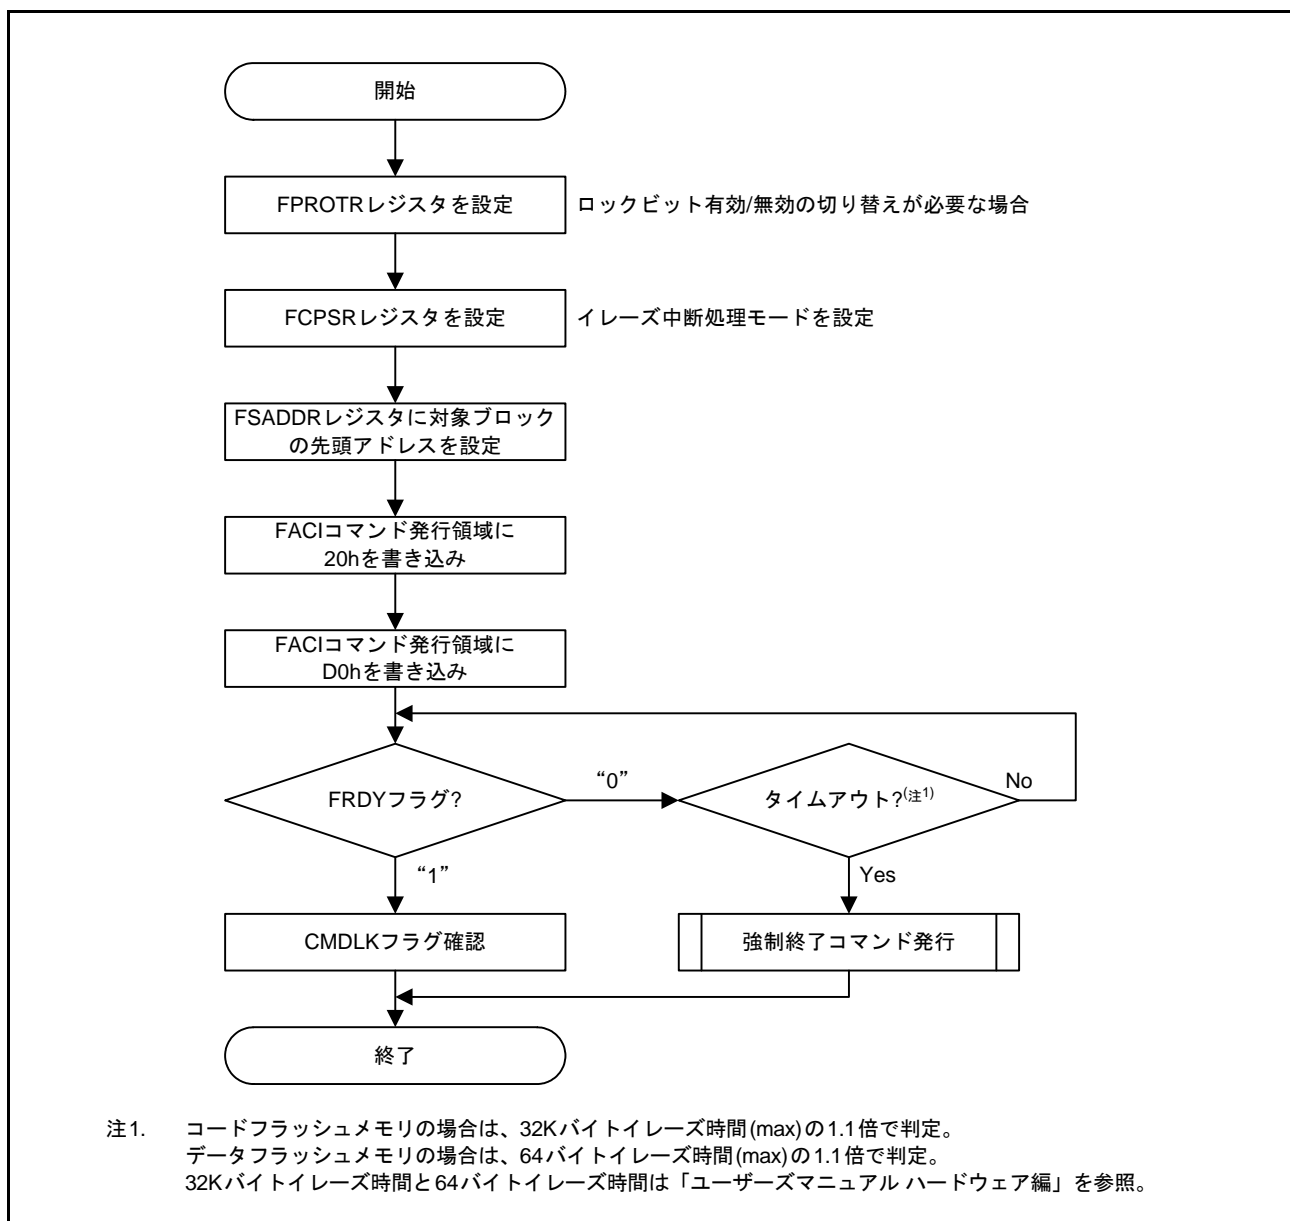 開始
FPROTRレジスタを設定
ロックビット有効/無効の切り替えが必要な場合
FCPSRレジスタを設定
イレーズ中断処理モードを設定
FSADDRレジスタに対象ブロック
の先頭アドレスを設定
FACIコマンド発行領域に
20hを書き込み
FACIコマンド発行領域に
D0hを書き込み
FRDYフラグ?
“0”
タイムアウト?(注1)
No
“1”
Yes
CMDLKフラグ確認
強制終了コマンド発行
終了
注1. コードフラッシュメモリの場合は、32Kバイトイレーズ時間(max)の1.1倍で判定。
データフラッシュメモリの場合は、64バイトイレーズ時間(max)の1.1倍で判定。
32Kバイトイレーズ時間と64バイトイレーズ時間は「ユーザーズマニュアル ハードウェア編」を参照。